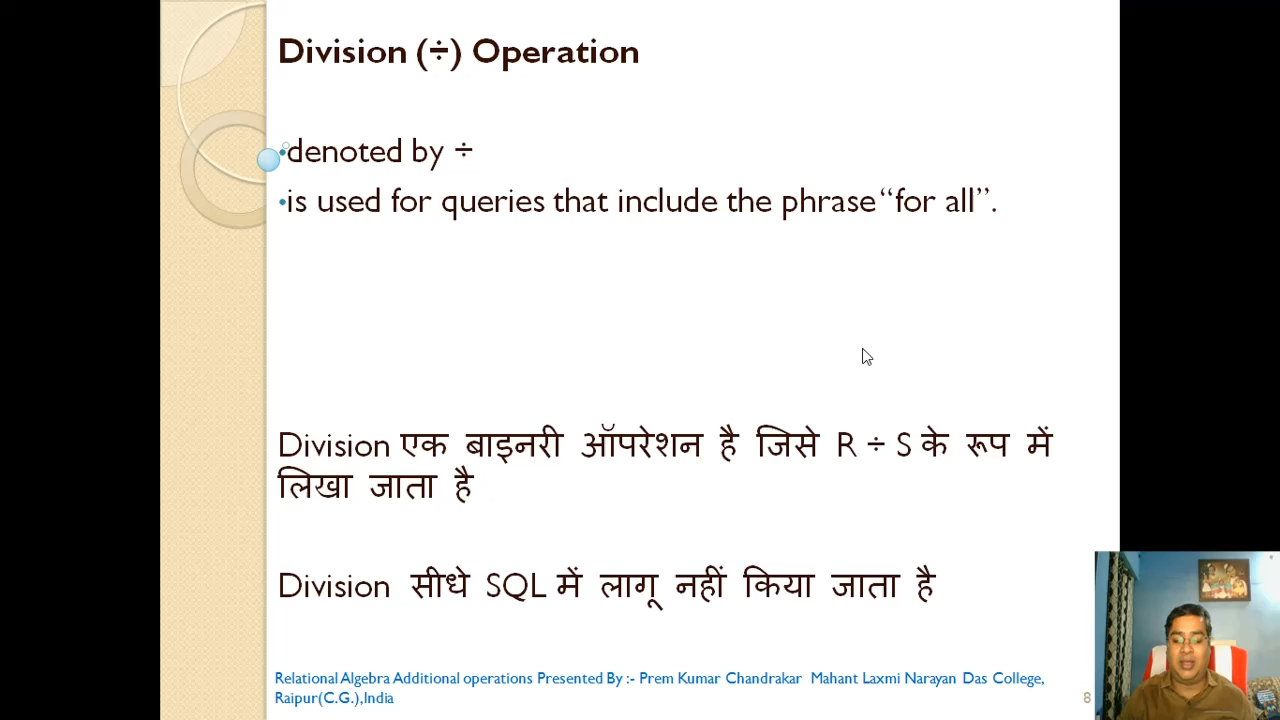 Division (÷) Operation
•denoted by ÷
•is used for queries that include the phrase “for all”.
Division एक बाइनरी ऑपरेशन है जिसे R ÷ S के रूप में
लिखा जाता है
Division सीधे SQL में लागू नहीं किया जाता है
Relational Algebra Additional operations Presented By :- Prem Kumar Chandrakar Mahant Laxmi Narayan Das College,
Raipur(C.G.),India
8